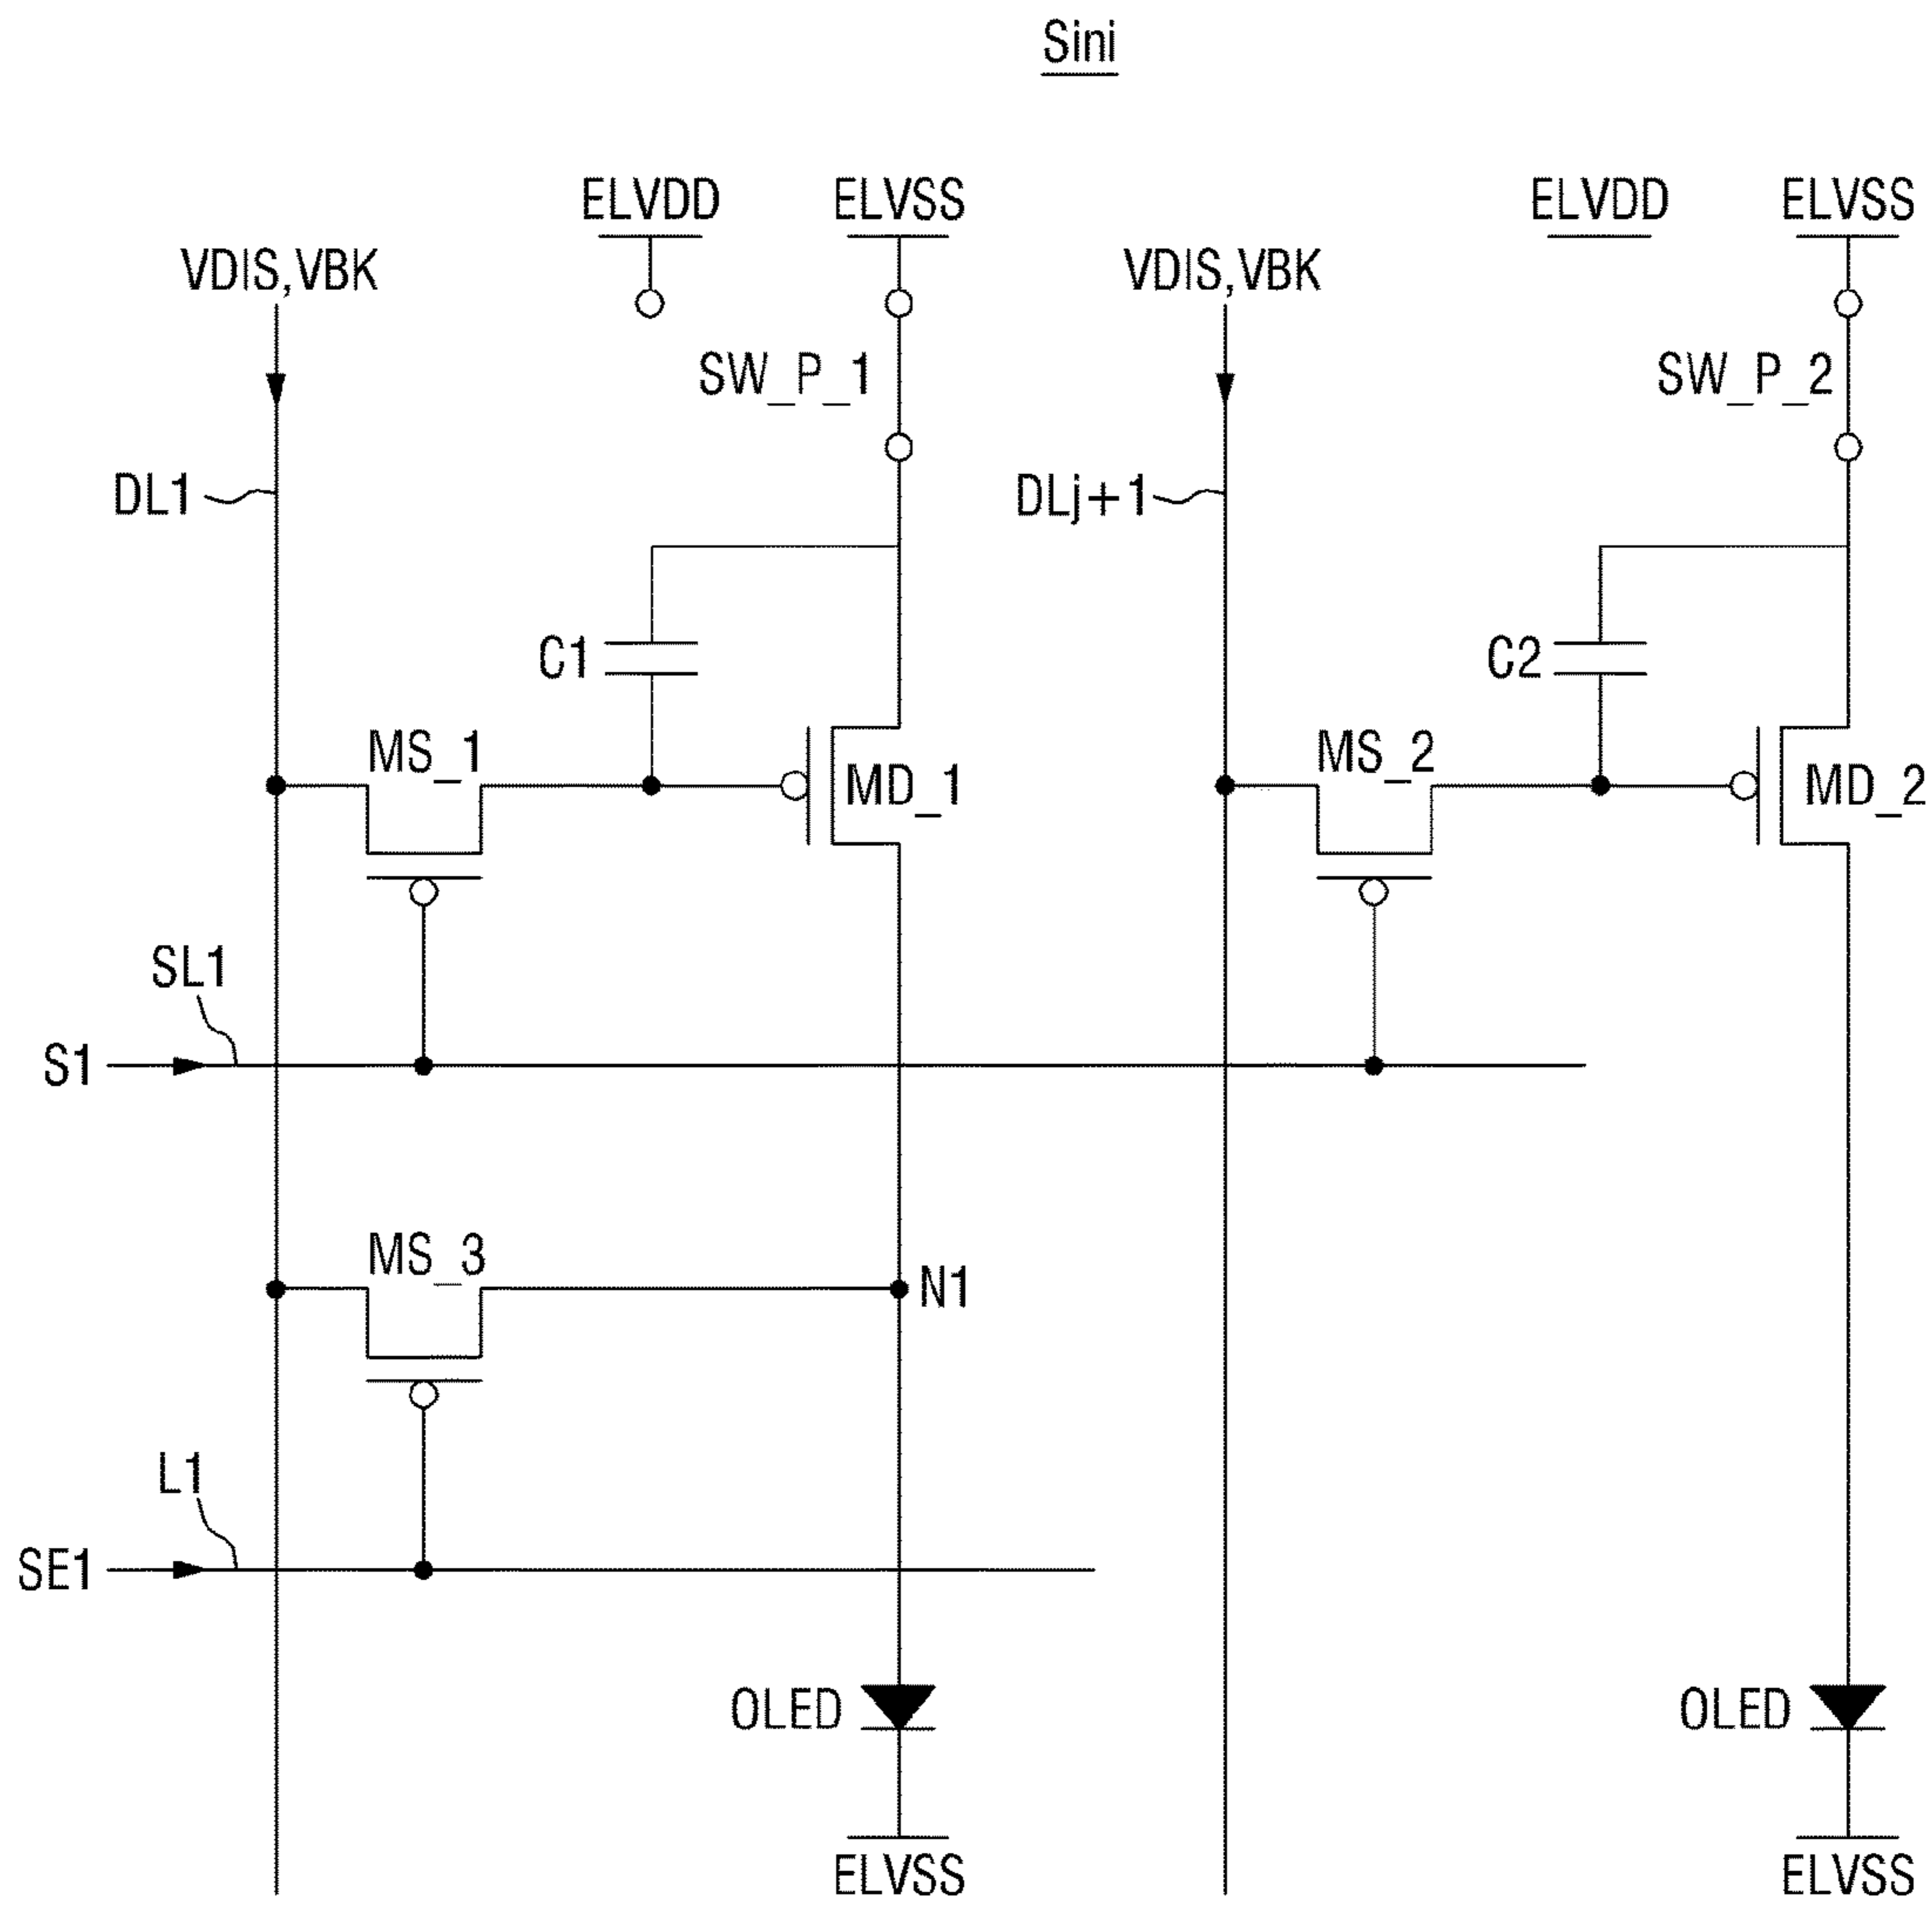 Sini
ELVDD
ELVSS
ELVDD
ELVSS
VDIS,VBK
VDIS,VBK
SW_P_1
SW_P_2
DL1
DLj+1
C1
C2
MS_1
MD_1
MS_2
MD_2
SL1
S1
MS_3
N1
L1
SE1
OLED
OLED
ELVSS
ELVSS